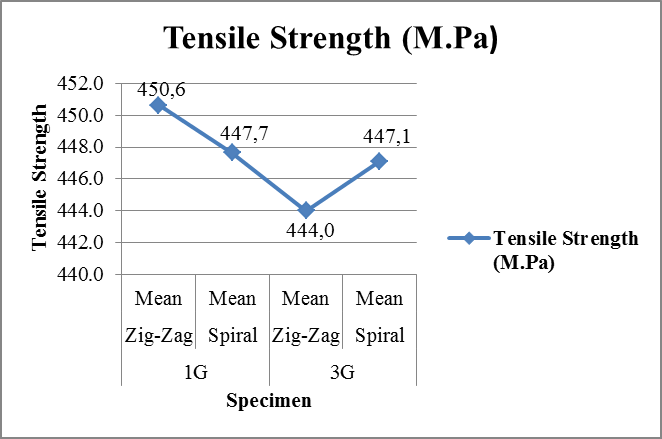 Tensile Strength (M.Pa)
Tensile Strength
452.0
450.0
448.0
446.0
444.0
442.0
440.0
450,6
447,7
444,0
447,1
Mean Zig-Zag
Mean Spiral
Mean Zig-Zag
Mean Spiral
1G
3G
Specimen
Tensile Strength
(M.Pa)